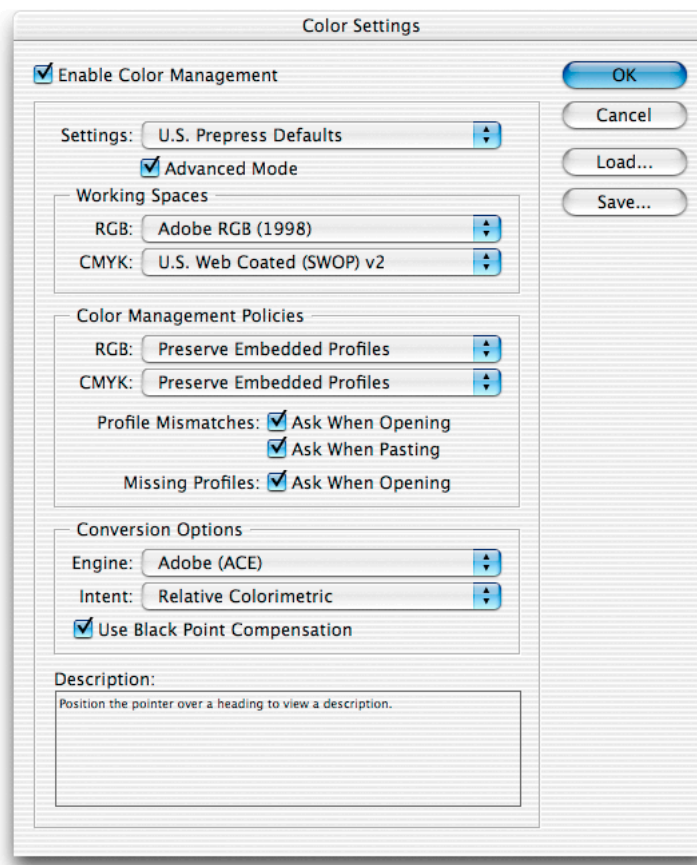 Color Settings
Enable Color Management
OK
Cancel
Load...
Save...
Settings: U.S. Prepress Defaults
Advanced Mode
Working Spaces
RGB: Adobe RGB (1998)
CMYK: U.S. Web Coated (SWOP) v2
Color Management Policies
RGB: Preserve Embedded Profiles
CMYK: Preserve Embedded Profiles
Profile Mismatches: Ask When Opening
Ask When Pasting
Missing Profiles: Ask When Opening
Conversion Options
Engine: Adobe (ACE)
Intent: Relative Colorimetric
Use Black Point Compensation
Description:
Position the pointer over a heading to view a description.